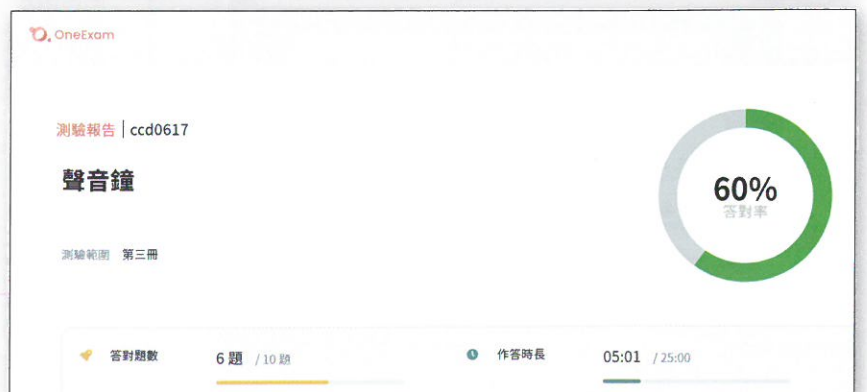 OneExam
測驗報告 | ccd0617
聲音鐘
60%
答對率
測驗範圍 第三冊
答對題數 6 題 / 10 題
作答時長 05:01 / 25:00